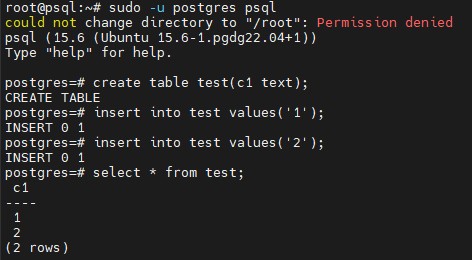 root@psql:~# sudo -u postgres psql
could not change directory to "/root": Permission denied
psql (15.6 (Ubuntu 15.6-1.pgdg22.04+1))
Type "help" for help.

postgres=# create table test(c1 text);
CREATE TABLE
postgres=# insert into test values('1');
INSERT 0 1
postgres=# insert into test values('2');
INSERT 0 1
postgres=# select * from test;
 c1
----
 1
 2
(2 rows)